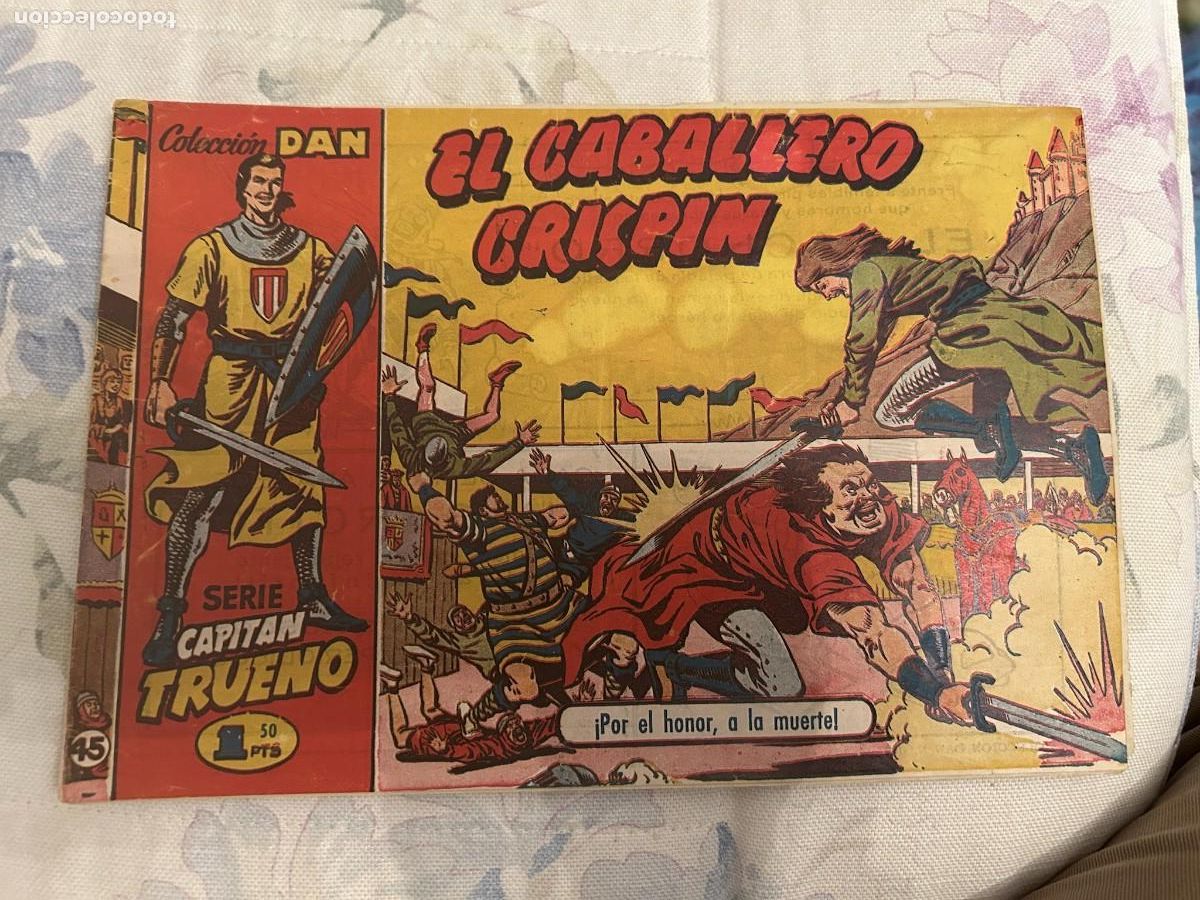 todocoleccion
Colección DAN
EL CABALLERO
CRISPIN
SERIE
CAPITAN
TRUENO
1 50
PTS
45
¡Por el honor, a la muerte!